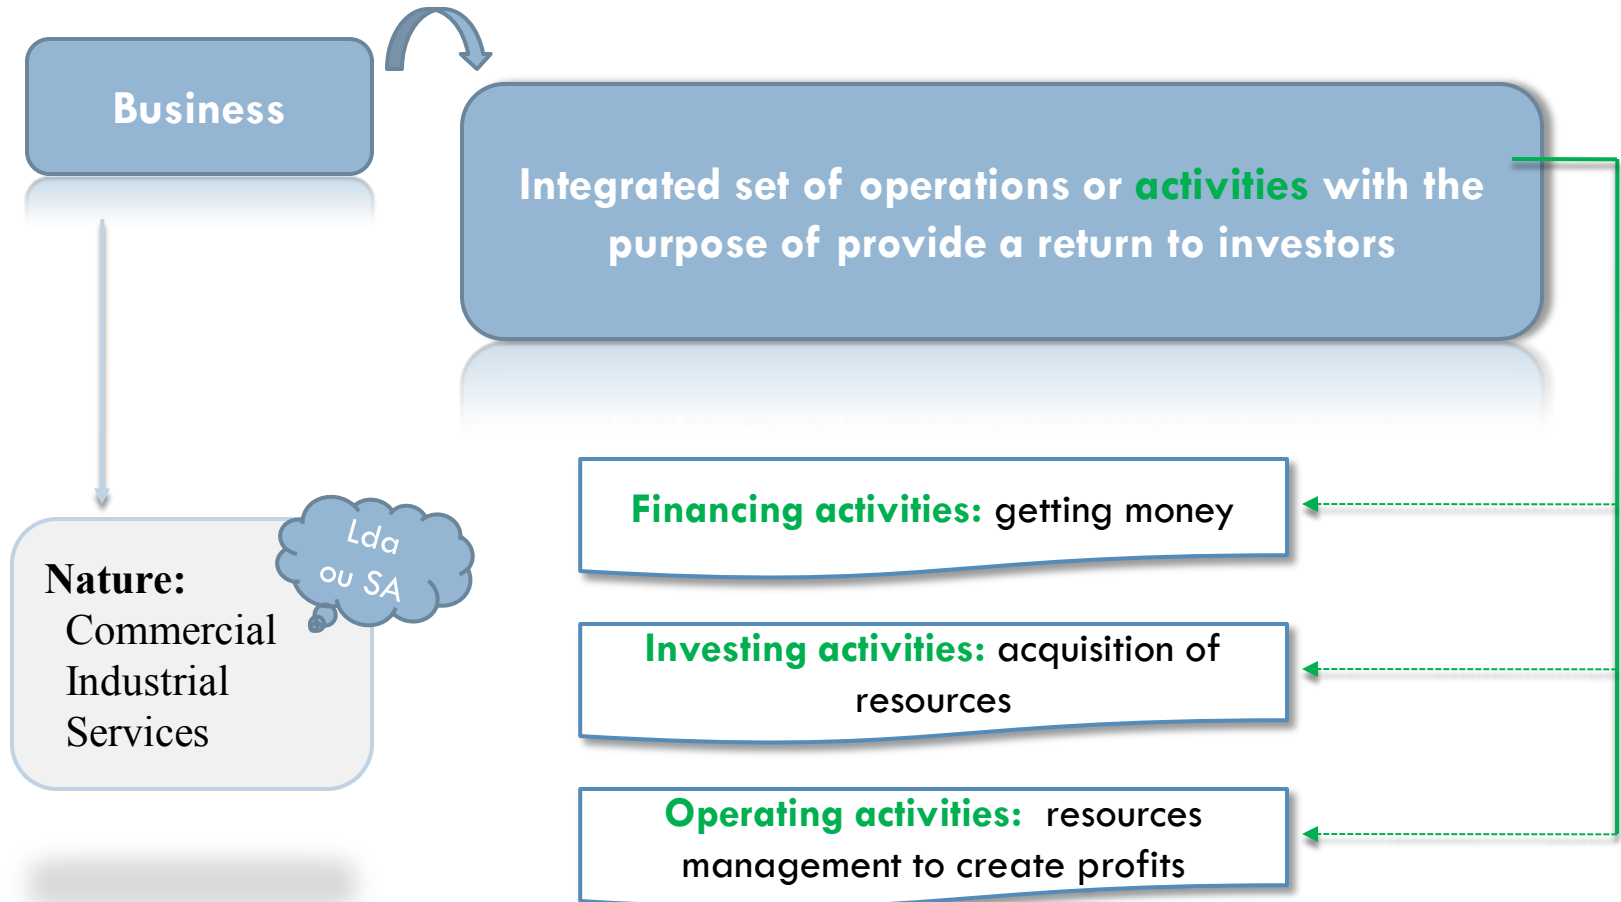 Business
Integrated set of operations or activities with the
purpose of provide a return to investors
Financing activities: getting money
Lda
ou SA
Nature:
Commercial
Industrial
Services
Investing activities: acquisition of
resources
Operating activities: resources
management to create profits